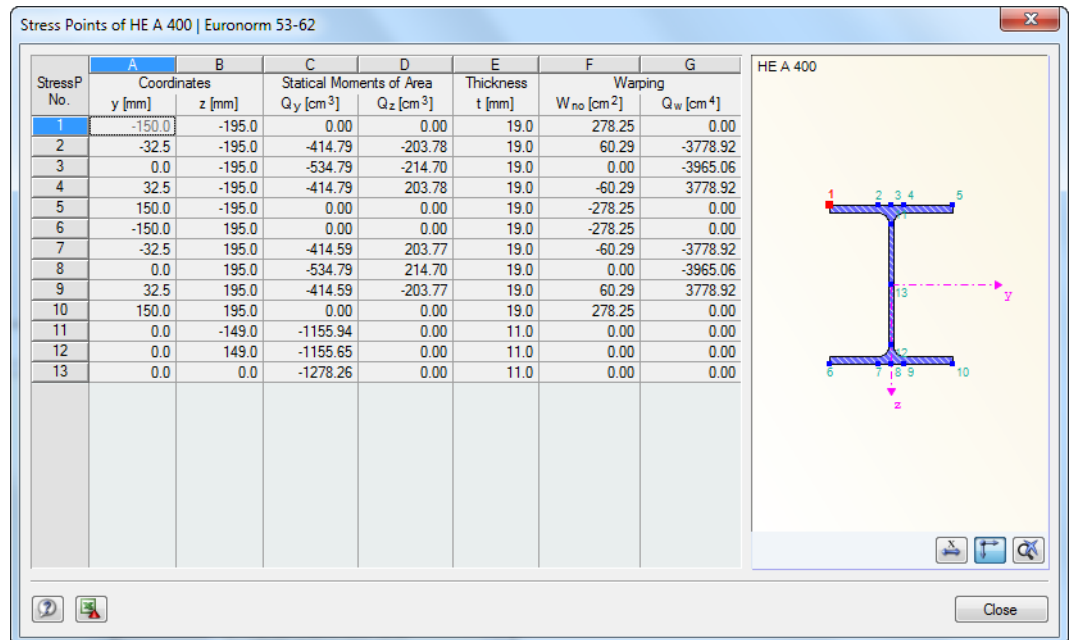 Stress Points of HE A 400 | Euronorm 53-62
x
A B C D E F G
StressP Coordinates Statical Moments of Area Thickness Warping
No. y [mm] z [mm] Q y [cm 3] Q z [cm 3] t [mm] W no [cm 2] Q w [cm 4]
1 -150.0 -195.0 0.00 0.00 19.0 278.25 0.00
2 -32.5 -195.0 -414.79 -203.78 19.0 60.29 -3778.92
3 0.0 -195.0 -534.79 -214.70 19.0 0.00 -3965.06
4 32.5 -195.0 -414.79 203.78 19.0 -60.29 3778.92
5 150.0 -195.0 0.00 0.00 19.0 -278.25 0.00
6 -150.0 195.0 0.00 0.00 19.0 -278.25 0.00
7 -32.5 195.0 -414.59 203.77 19.0 -60.29 -3778.92
8 0.0 195.0 -534.79 214.70 19.0 0.00 -3965.06
9 32.5 195.0 -414.59 -203.77 19.0 60.29 3778.92
10 150.0 195.0 0.00 0.00 19.0 278.25 0.00
11 0.0 -149.0 -1155.94 0.00 11.0 0.00 0.00
12 0.0 149.0 -1155.65 0.00 11.0 0.00 0.00
13 0.0 0.0 -1278.26 0.00 11.0 0.00 0.00
HE A 400
1 2 3 4 5
11
13 y
12
6 7 8 9 10
z
x
?
Close